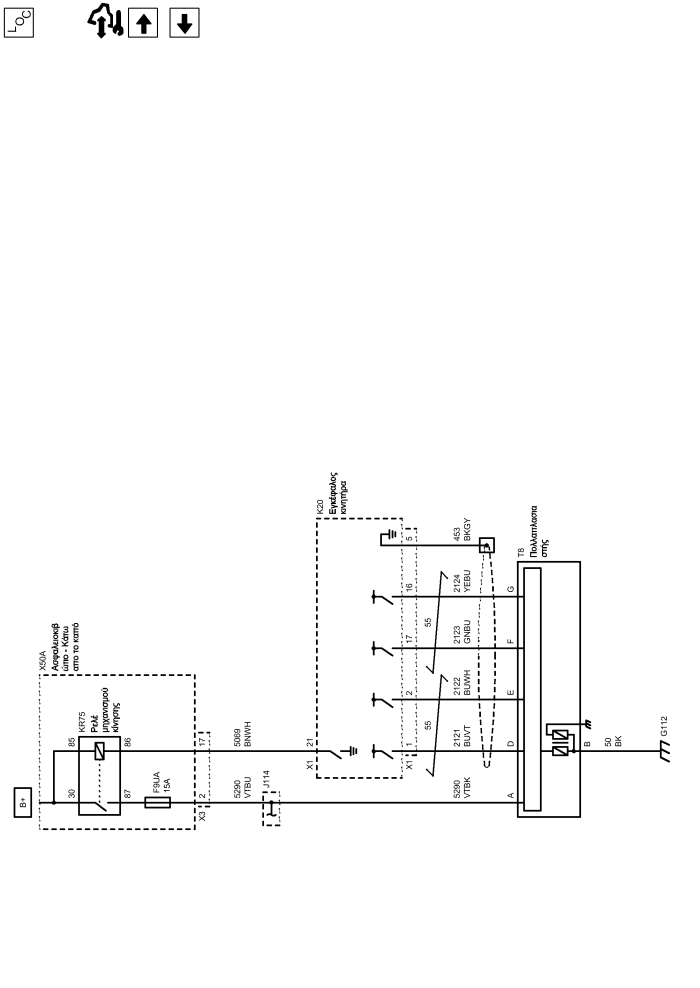 LOC
B+
X50A
Ασφαλειοκιβ
ώτιο - Κάτω
απο το καπό
KR75
Ρελέ
μηχανισμού
κίνησης
85
86
30
87
F9UA
15A
X3
2
17
5069
BNWH
5290
VTBU
J114
K20
Εγκέφαλος
κινητήρα
X1
21
X1
1
2
17
16
5
55
55
5290
VTBK
2121
BUVT
2122
BUWH
2123
GNBU
2124
YEBU
453
BKGY
T8
Πολλαπλασια
στής
A
D
E
F
G
B
50
BK
G112